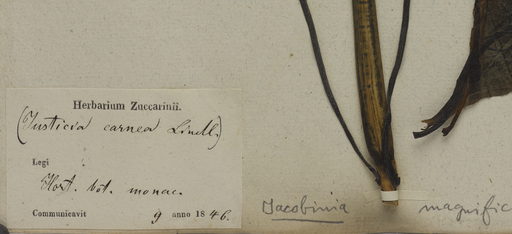 Herbarium Zuccarinii.
(Justicia carnea Lindl.)
Legi
Hort. bot. monac.
Communicavit 9 anno 1846.
Jacobinia magnific